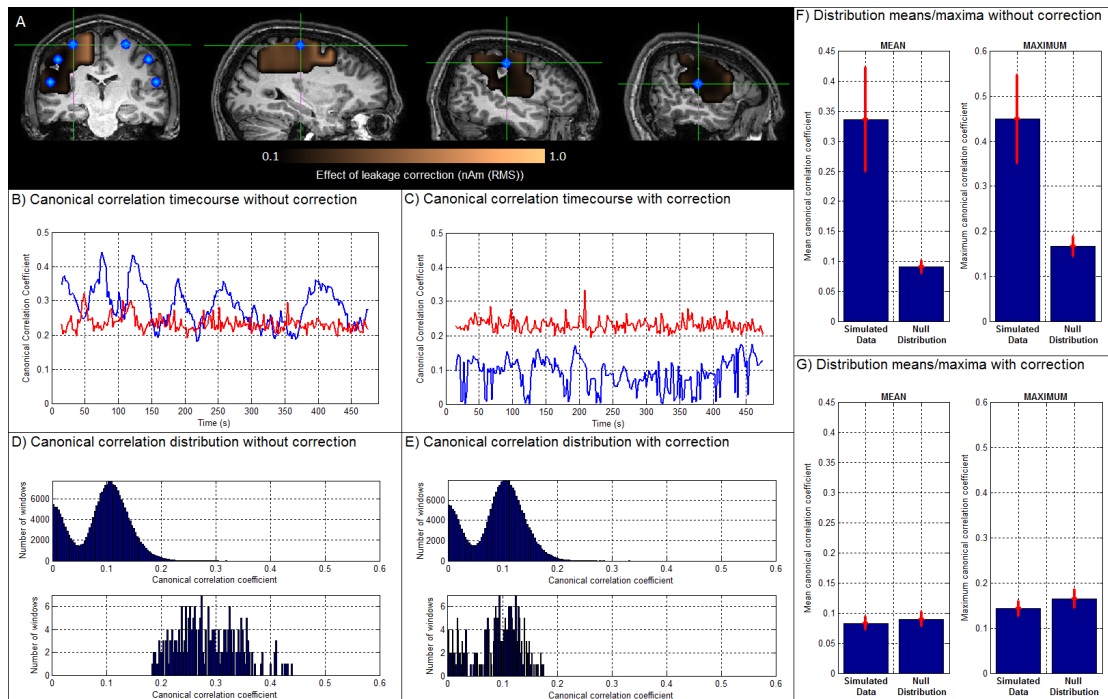 A
0.1
1.0
Effect of leakage correction (nAm (RMS))
B) Canonical correlation timecourse without correction
Canonical Correlation Coefficient
0.5
0.4
0.3
0.2
0.1
0
0 50 100 150 200 250 300 350 400 450
Time (s)
C) Canonical correlation timecourse with correction
Canonical Correlation Coefficient
0.5
0.4
0.3
0.2
0.1
0
0 50 100 150 200 250 300 350 400 450
Time (s)
D) Canonical correlation distribution without correction
Number of windows
6000
4000
2000
0
0 0.1 0.2 0.3 0.4 0.5 0.6
Canonical correlation coefficient
Number of windows
6
4
2
0
0 0.1 0.2 0.3 0.4 0.5 0.6
Canonical correlation coefficient
E) Canonical correlation distribution with correction
Number of windows
6000
4000
2000
0
0 0.1 0.2 0.3 0.4 0.5 0.6
Canonical correlation coefficient
Number of windows
6
4
2
0
0 0.1 0.2 0.3 0.4 0.5 0.6
Canonical correlation coefficient
F) Distribution means/maxima without correction
MEAN
Mean canonical correlation coefficient
0.45
0.4
0.35
0.3
0.25
0.2
0.15
0.1
0.05
0
Simulated Null
Data Distribution
MAXIMUM
Maximum canonical correlation coefficient
0.6
0.5
0.4
0.3
0.2
0.1
0
Simulated Null
Data Distribution
G) Distribution means/maxima with correction
MEAN
Mean canonical correlation coefficient
0.45
0.4
0.35
0.3
0.25
0.2
0.15
0.1
0.05
0
Simulated Null
Data Distribution
MAXIMUM
Maximum canonical correlation coefficient
0.6
0.5
0.4
0.3
0.2
0.1
0
Simulated Null
Data Distribution